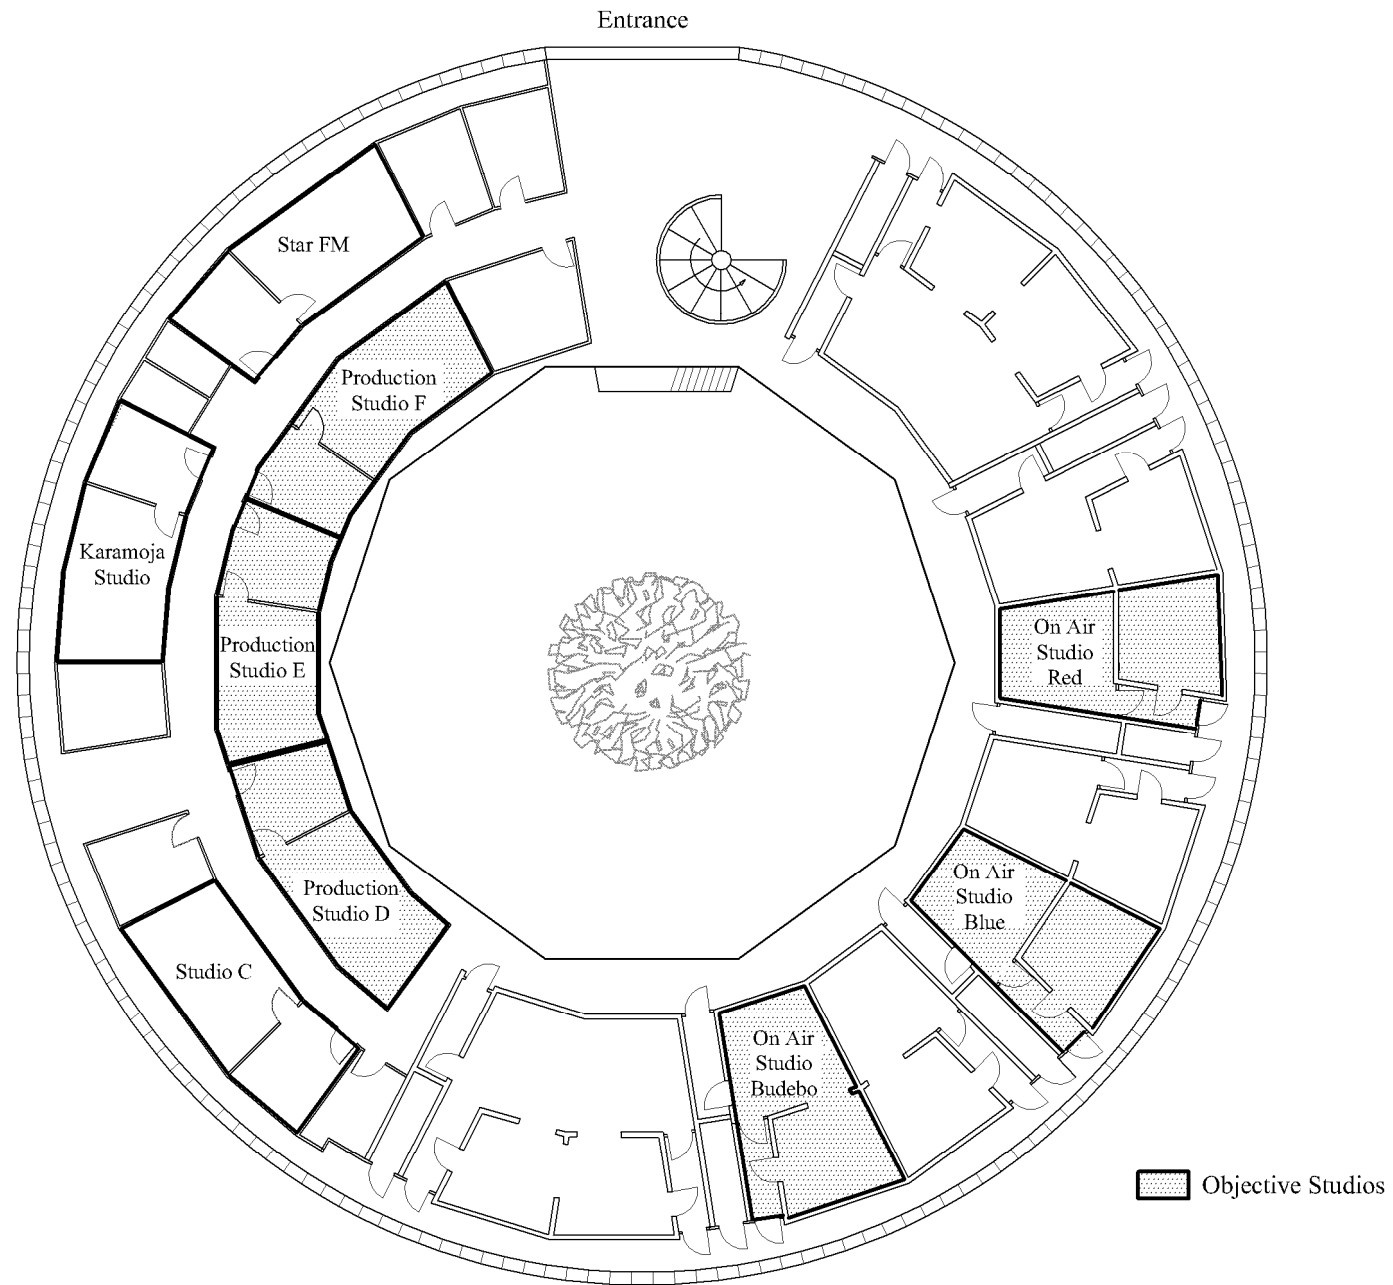 Entrance
Star FM
Production
Studio F
Karamoja
Studio
Production
Studio E
On Air
Studio
Red
Production
Studio D
On Air
Studio
Blue
Studio C
On Air
Studio
Budebo
Objective Studios